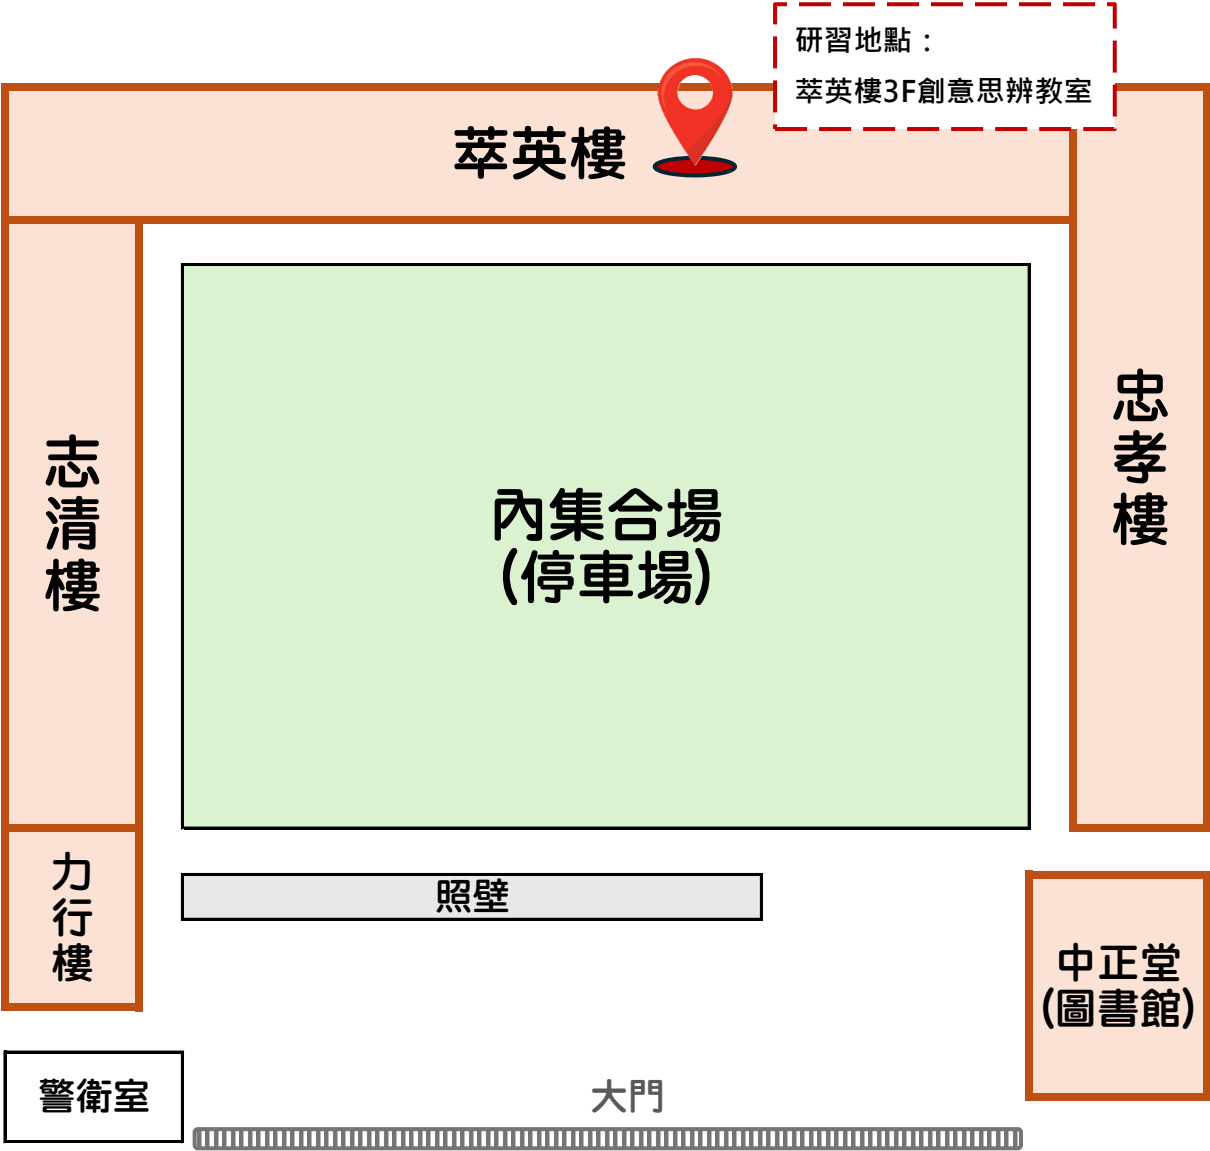 研習地點：
萃英樓3F創意思辨教室
萃英樓
志清樓
忠孝樓
內集合場
(停車場)
力行樓
照壁
中正堂
(圖書館)
警衛室
大門